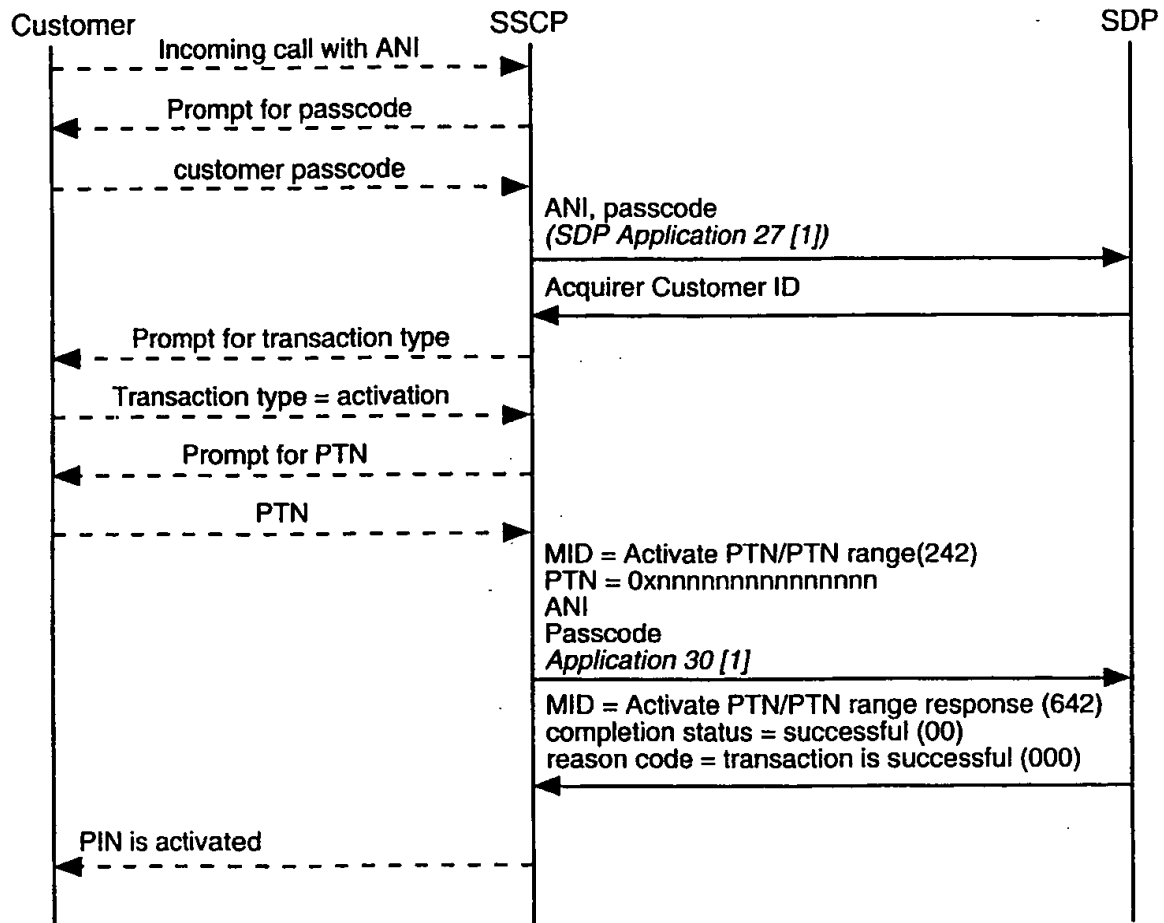 Customer
SSCP
SDP
Incoming call with ANI
Prompt for passcode
customer passcode
ANI, passcode
(SDP Application 27 [1])
Acquirer Customer ID
Prompt for transaction type
Transaction type = activation
Prompt for PTN
PTN
MID = Activate PTN/PTN range(242)
PTN = 0xnnnnnnnnnnnnnnnn
ANI
Passcode
Application 30 [1]
MID = Activate PTN/PTN range response (642)
completion status = successful (00)
reason code = transaction is successful (000)
PIN is activated